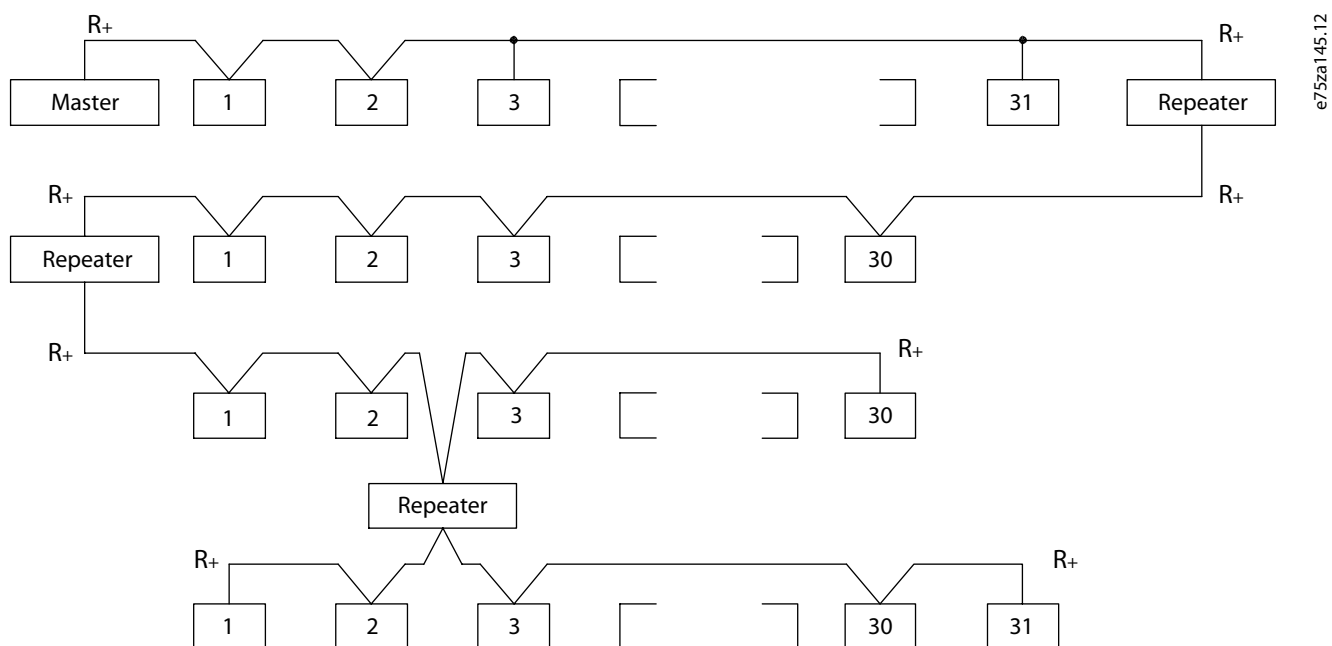 R+ R+
Master 1 2 3 31 Repeater
e75za145.12
R+ R+
Repeater 1 2 3 30
R+ R+
1 2 3 30
Repeater
R+ R+
1 2 3 30 31